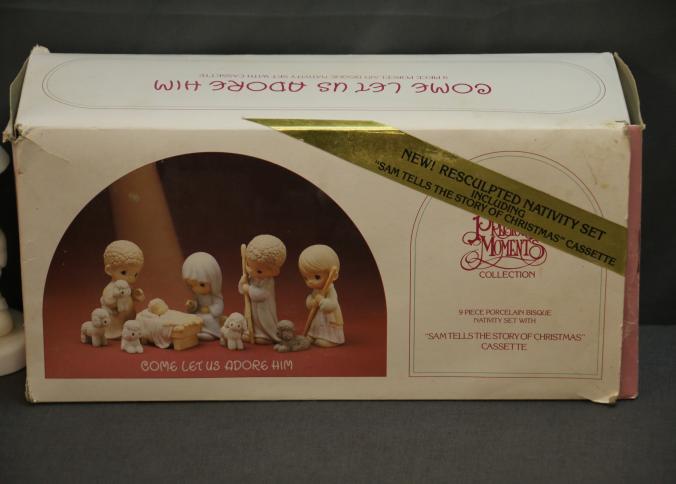 COME LET US ADORE HIM
9 PIECE PORCELAIN BISQUE NATIVITY SET WITH CASSETTE
NEW! RESCULPTED NATIVITY SET
INCLUDING
"SAM TELLS THE STORY OF CHRISTMAS" CASSETTE
PRECIOUS
MOMENTS
COLLECTION
9 PIECE PORCELAIN BISQUE
NATIVITY SET WITH
"SAM TELLS THE STORY OF CHRISTMAS"
CASSETTE
COME LET US ADORE HIM